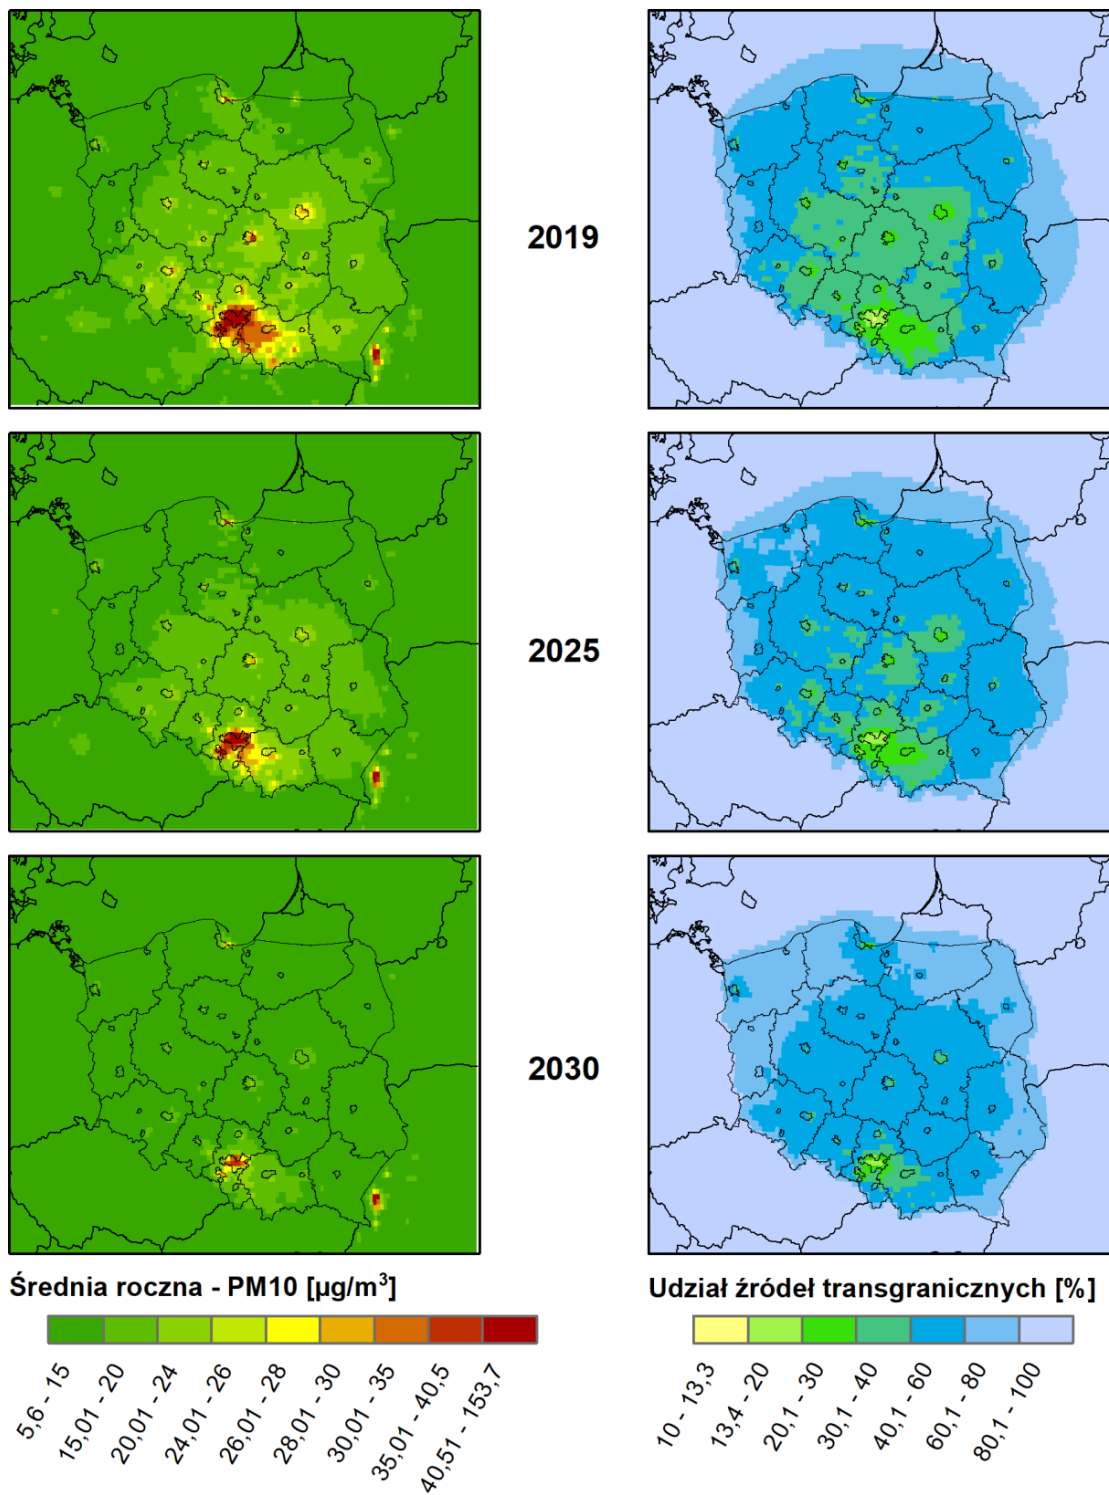 2019
2025
2030
Średnia roczna - PM10 [µg/m³]
5,6 - 15
15,01 - 20
20,01 - 24
24,01 - 26
26,01 - 28
28,01 - 30
30,01 - 35
35,01 - 40,5
40,51 - 153,7
Udział źródeł transgranicznych [%]
10 - 13,3
13,4 - 20
20,1 - 30
30,1 - 40
40,1 - 60
60,1 - 80
80,1 - 100